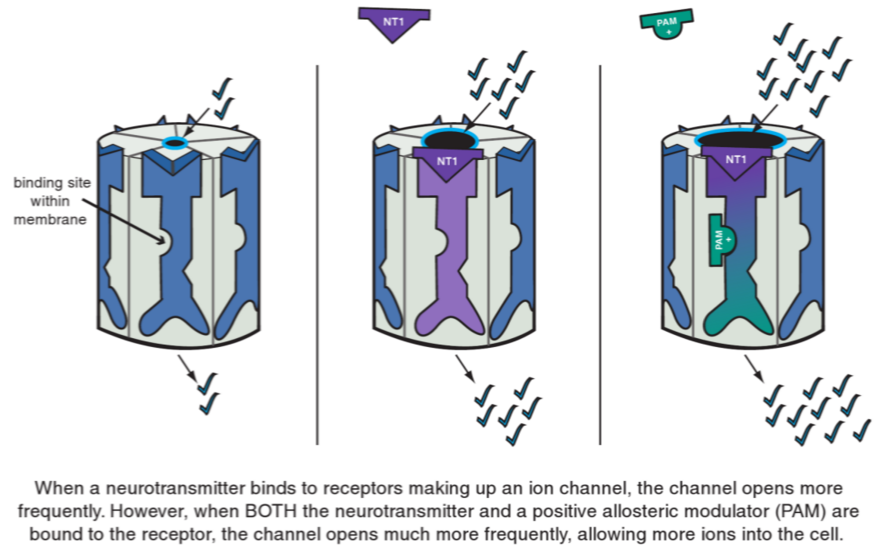 NT1
PAM
+
binding site
within
membrane
NT1
NT1
PAM
+
When a neurotransmitter binds to receptors making up an ion channel, the channel opens more
frequently. However, when BOTH the neurotransmitter and a positive allosteric modulator (PAM) are
bound to the receptor, the channel opens much more frequently, allowing more ions into the cell.